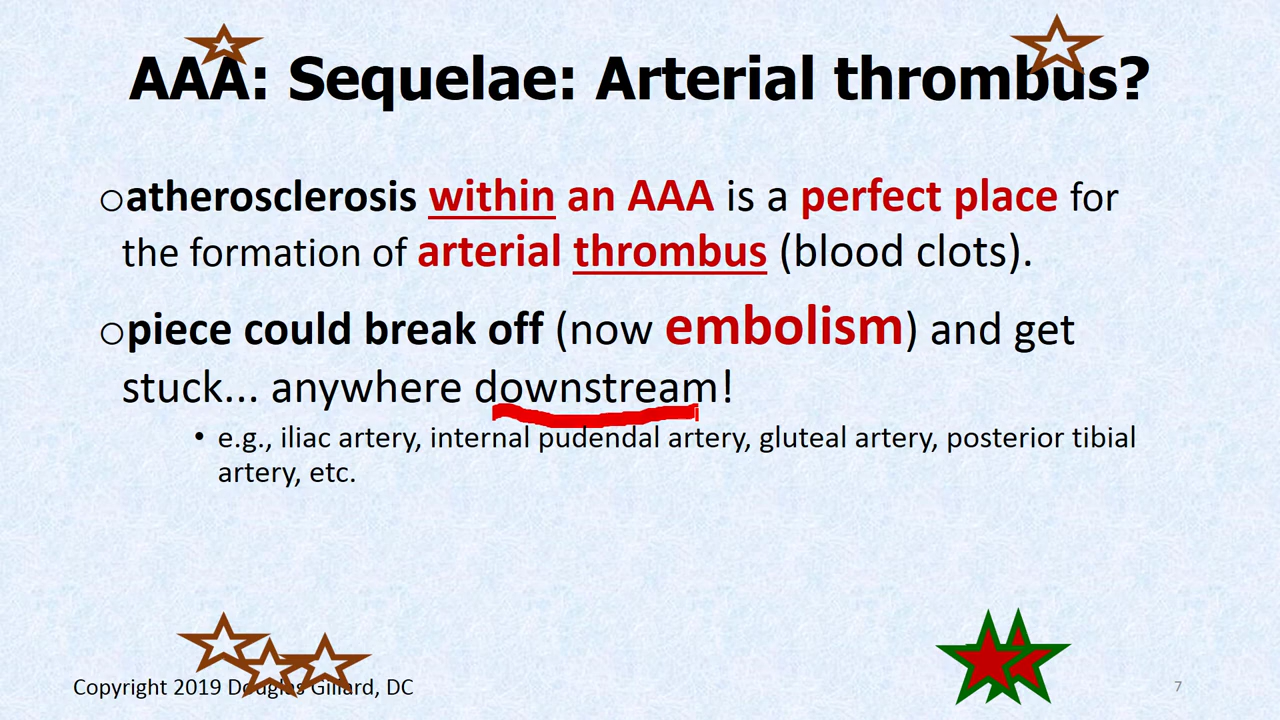 AAA: Sequelae: Arterial thrombus?
○atherosclerosis within an AAA is a perfect place for
the formation of arterial thrombus (blood clots).
○piece could break off (now embolism) and get
stuck... anywhere downstream!
• e.g., iliac artery, internal pudendal artery, gluteal artery, posterior tibial
artery, etc.
Copyright 2019 Douglas Gillard, DC
7